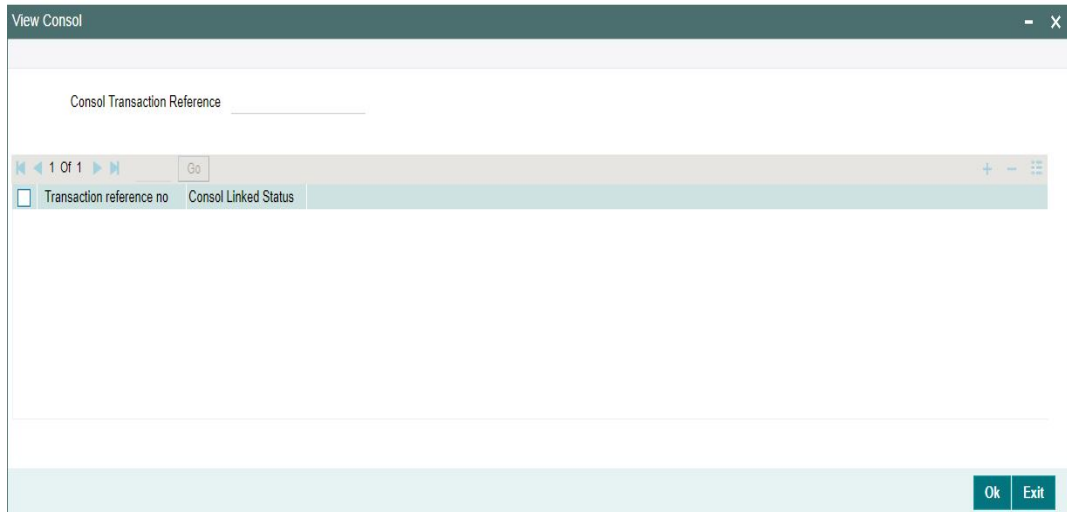 View Consol
Consol Transaction Reference
1 Of 1 Go
Transaction reference no Consol Linked Status
Ok Exit